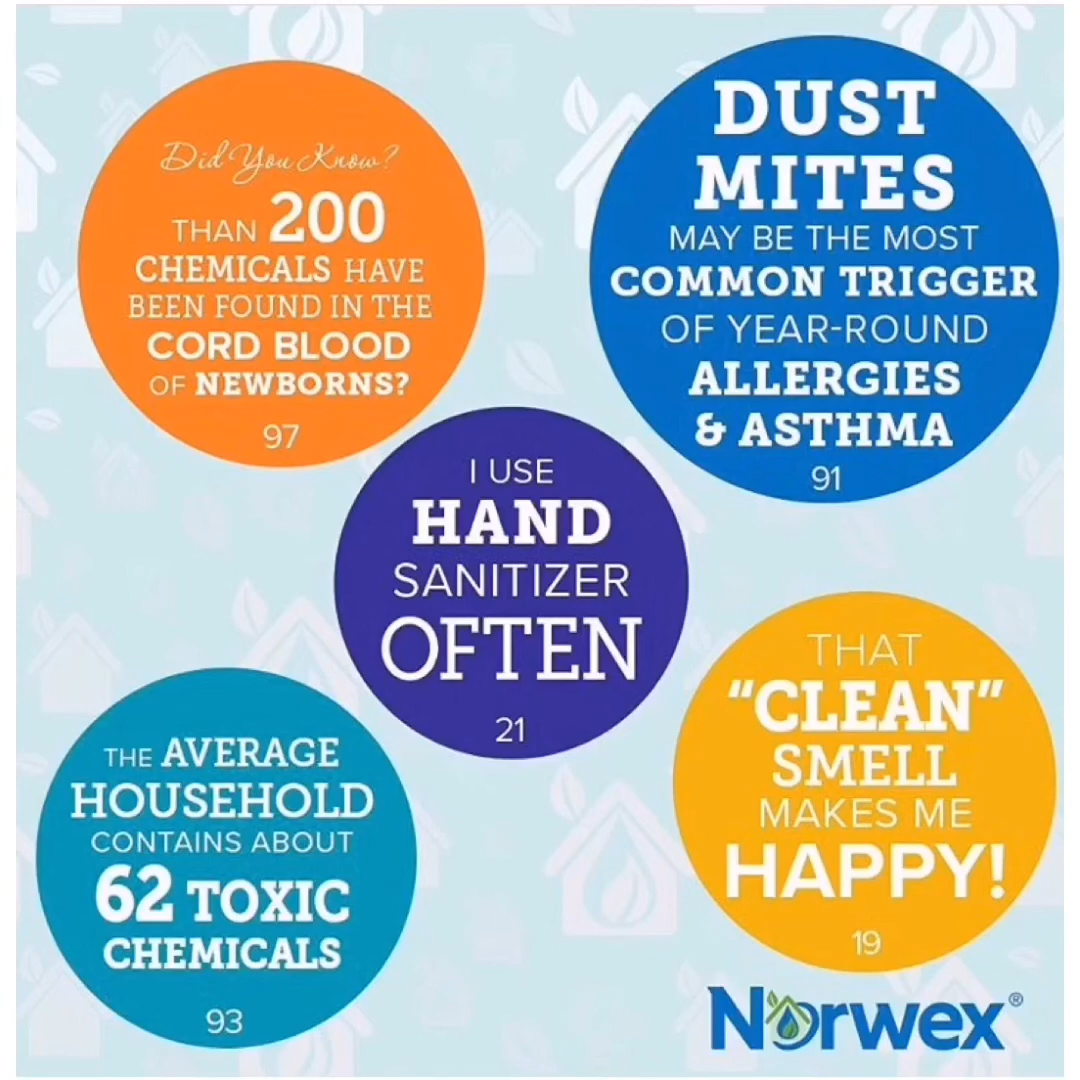 Did You Know?
THAN 200
CHEMICALS HAVE
BEEN FOUND IN THE
CORD BLOOD
OF NEWBORNS?
97
DUST
MITES
MAY BE THE MOST
COMMON TRIGGER
OF YEAR-ROUND
ALLERGIES
& ASTHMA
91
I USE
HAND
SANITIZER
OFTEN
21
THE AVERAGE
HOUSEHOLD
CONTAINS ABOUT
62 TOXIC
CHEMICALS
93
THAT
“CLEAN”
SMELL
MAKES ME
HAPPY!
19
Norwex®